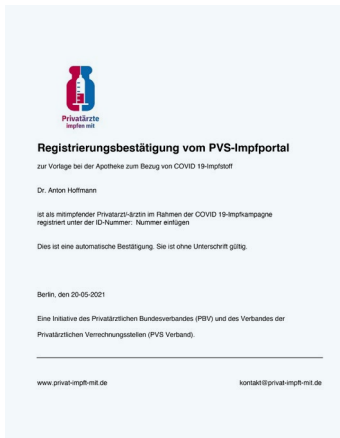 Privatärzte
impfen mit
Registrierungsbestätigung vom PVS-Impfportal
zur Vorlage bei der Apotheke zum Bezug von COVID 19-Impfstoff
Dr. Anton Hoffmann
ist als mitimpfender Privatarzt/-ärztin im Rahmen der COVID 19-Impfkampagne
registriert unter der ID-Nummer: Nummer einfügen
Dies ist eine automatische Bestätigung. Sie ist ohne Unterschrift gültig.
Berlin, den 20-05-2021
Eine Initiative des Privatärztlichen Bundesverbandes (PBV) und des Verbandes der
Privatärztlichen Verrechnungsstellen (PVS Verband).
www.privat-impft-mit.de kontakt@privat-impft-mit.de